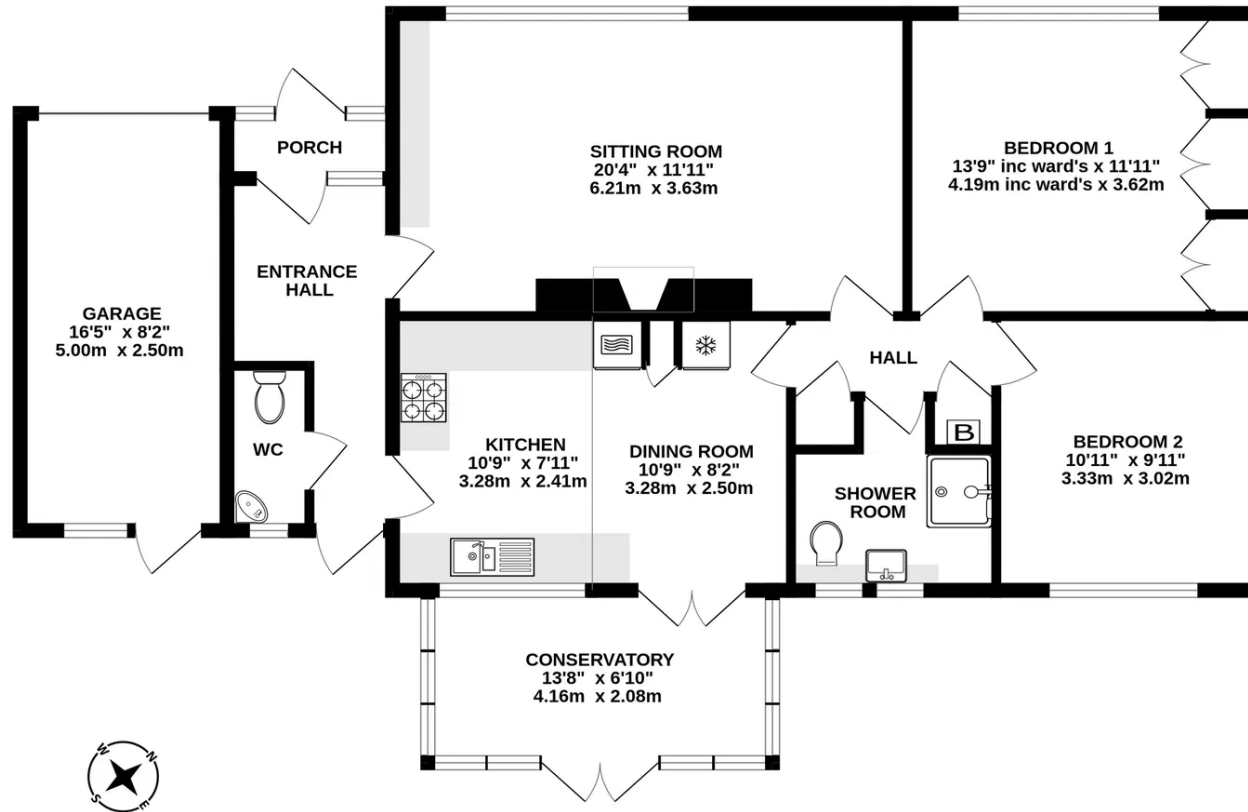 PORCH
SITTING ROOM
20'4" x 11'11"
6.21m x 3.63m
BEDROOM 1
13'9" inc ward's x 11'11"
4.19m inc ward's x 3.62m
ENTRANCE
HALL
GARAGE
16'5" x 8'2"
5.00m x 2.50m
HALL
WC
KITCHEN
10'9" x 7'11"
3.28m x 2.41m
DINING ROOM
10'9" x 8'2"
3.28m x 2.50m
B
SHOWER
ROOM
BEDROOM 2
10'11" x 9'11"
3.33m x 3.02m
CONSERVATORY
13'8" x 6'10"
4.16m x 2.08m
W
N
S
E